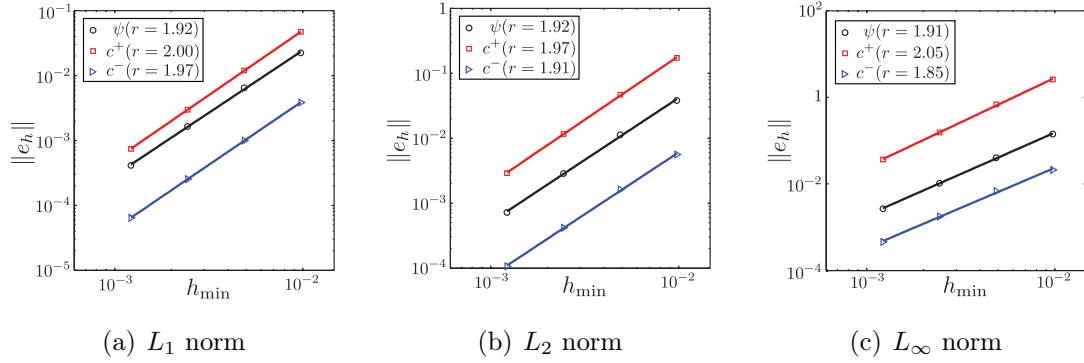 10^{-1}
10^{-2}
10^{-3}
10^{-4}
10^{-5}
||e_h||
ψ(r = 1.92)
c^+(r = 2.00)
c^-(r = 1.97)
10^{-3}
h_min
10^{-2}
(a) L_1 norm
2
10
10^{-1}
10^{-2}
10^{-3}
10^{-4}
||e_h||
ψ(r = 1.92)
c^+(r = 1.97)
c^-(r = 1.91)
10^{-3}
h_min
10^{-2}
(b) L_2 norm
10^2
1
10^{-2}
10^{-4}
||e_h||
ψ(r = 1.91)
c^+(r = 2.05)
c^-(r = 1.85)
10^{-3}
h_min
10^{-2}
(c) L_∞ norm